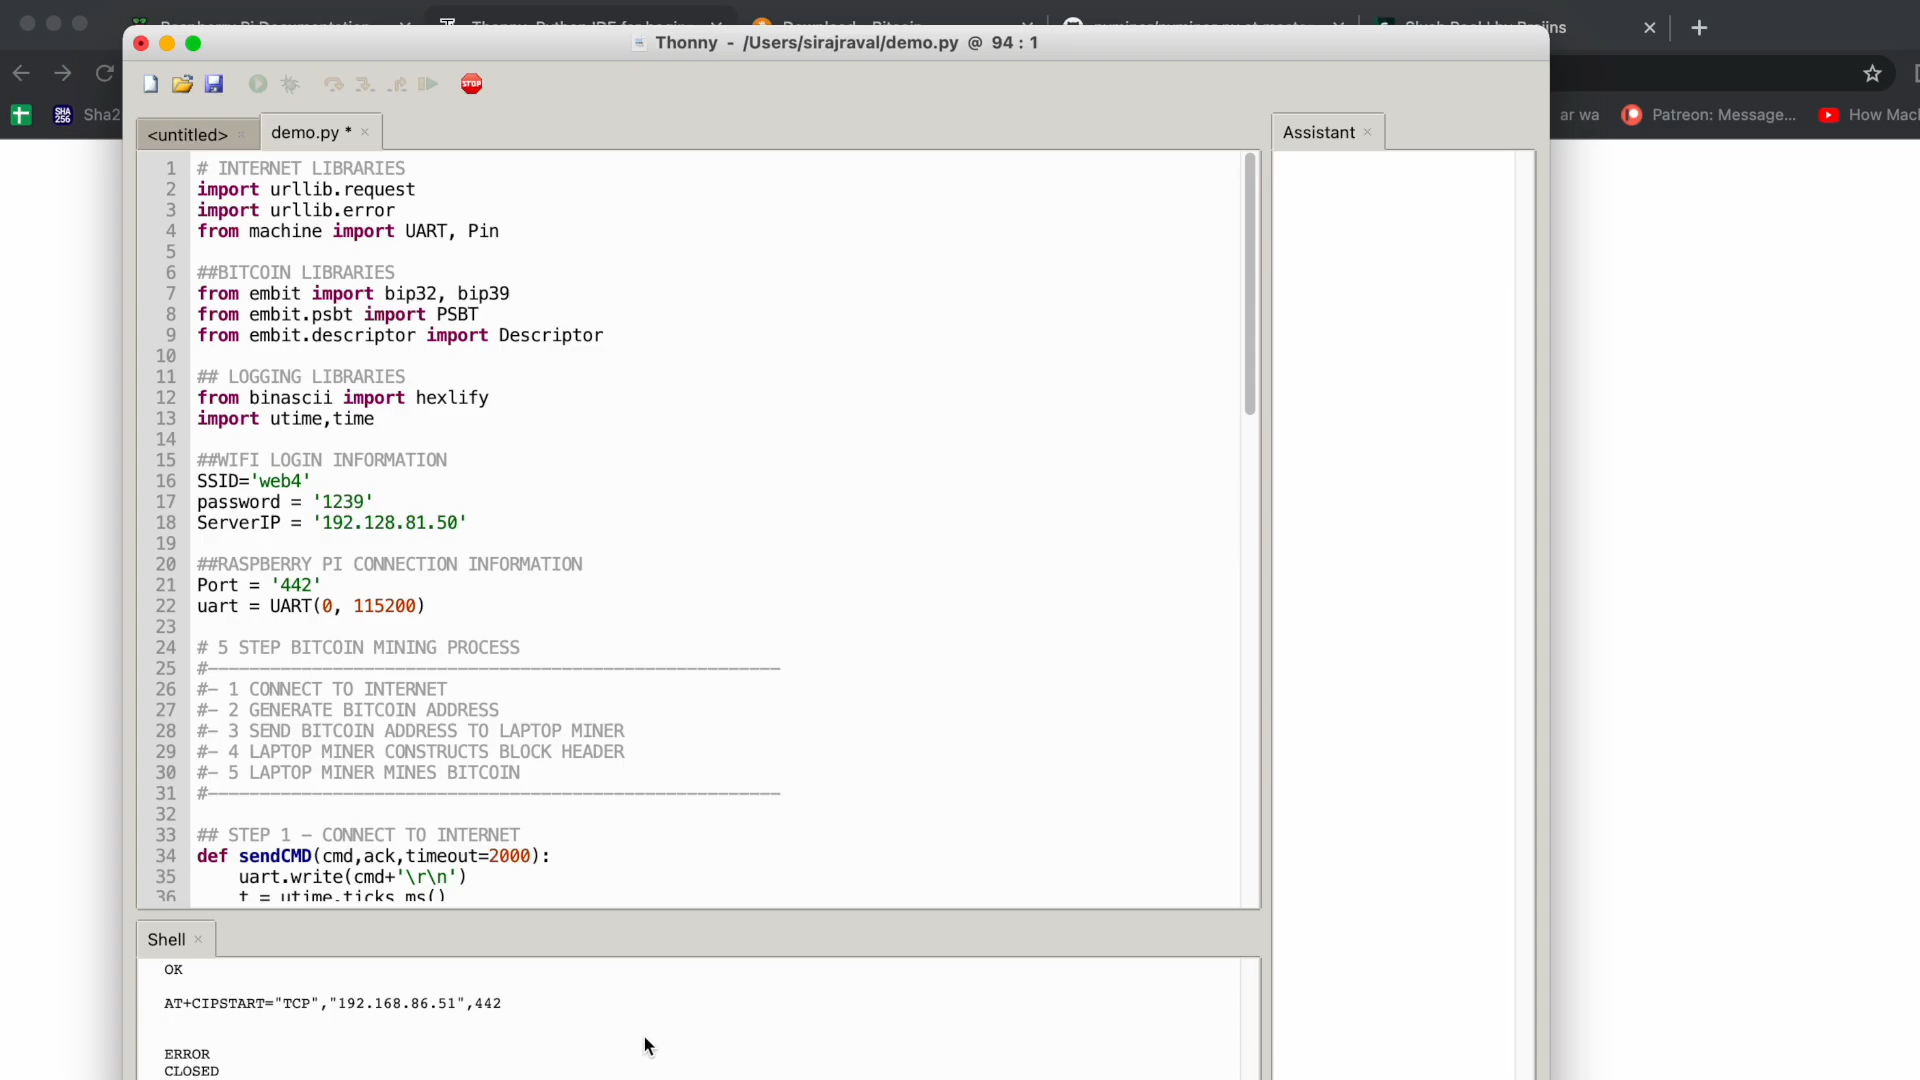 Thonny - /Users/sirajraval/demo.py @ 94 : 1
Sha2
ar wa
Patreon: Message...
How Mac
<untitled>
demo.py *
Assistant
1 # INTERNET LIBRARIES
2 import urllib.request
3 import urllib.error
4 from machine import UART, Pin
5
6 ##BITCOIN LIBRARIES
7 from embit import bip32, bip39
8 from embit.psbt import PSBT
9 from embit.descriptor import Descriptor
10
11 ## LOGGING LIBRARIES
12 from binascii import hexlify
13 import utime,time
14
15 ##WIFI LOGIN INFORMATION
16 SSID='web4'
17 password = '1239'
18 ServerIP = '192.128.81.50'
19
20 ##RASPBERRY PI CONNECTION INFORMATION
21 Port = '442'
22 uart = UART(0, 115200)
23
24 # 5 STEP BITCOIN MINING PROCESS
25 #-------------------------------------------------------
26 #- 1 CONNECT TO INTERNET
27 #- 2 GENERATE BITCOIN ADDRESS
28 #- 3 SEND BITCOIN ADDRESS TO LAPTOP MINER
29 #- 4 LAPTOP MINER CONSTRUCTS BLOCK HEADER
30 #- 5 LAPTOP MINER MINES BITCOIN
31 #-------------------------------------------------------
32
33 ## STEP 1 - CONNECT TO INTERNET
34 def sendCMD(cmd,ack,timeout=2000):
35 uart.write(cmd+'\r\n')
36 t = utime.ticks_ms()
Shell
OK
AT+CIPSTART="TCP","192.168.86.51",442
ERROR
CLOSED